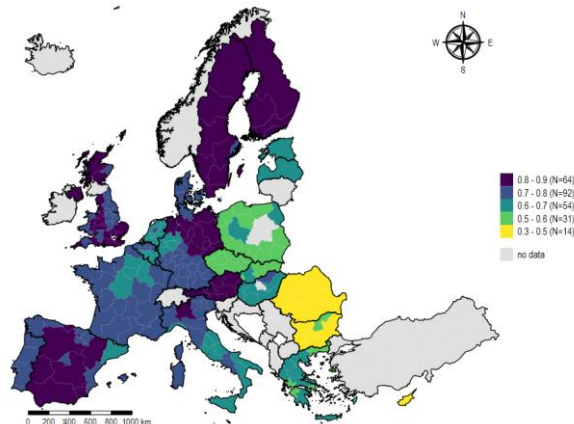 N
W E
S
0.8 - 0.9 (N=64)
0.7 - 0.8 (N=92)
0.6 - 0.7 (N=54)
0.5 - 0.6 (N=31)
0.3 - 0.5 (N=14)
no data
0 200 400 600 800 1000 km